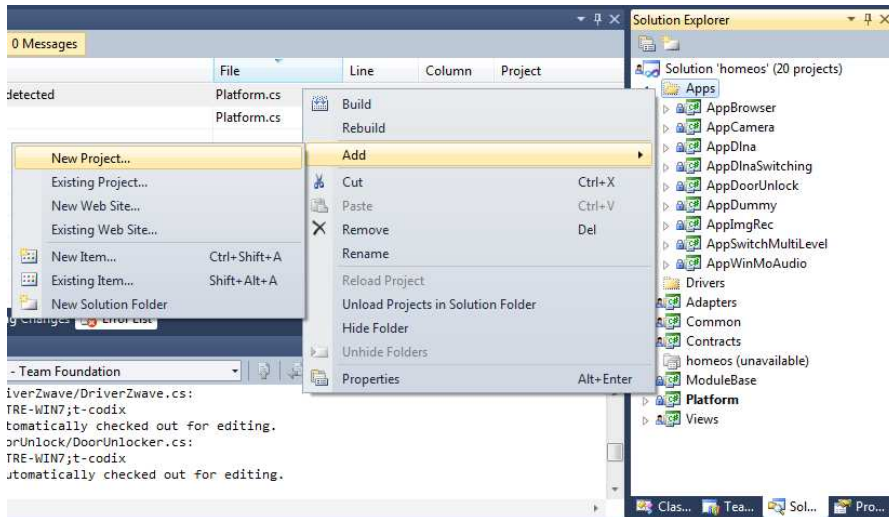 Solution Explorer
0 Messages
File Line Column Project
detected Platform.cs
Platform.cs
Build
Rebuild
Add
Cut Ctrl+X
Paste Ctrl+V
Remove Del
Rename
Reload Project
Unload Projects in Solution Folder
Hide Folder
Unhide Folders
Properties Alt+Enter
New Project...
Existing Project...
New Web Site...
Existing Web Site...
New Item... Ctrl+Shift+A
Existing Item... Shift+Alt+A
New Solution Folder
g Changes Error List
- Team Foundation
iverZwave/DriverZwave.cs:
TRE-WIN7;t-codix
tomatically checked out for editing.
orUnlock/DoorUnlocker.cs:
TRE-WIN7;t-codix
utomatically checked out for editing.
Solution 'homeos' (20 projects)
Apps
AppBrowser
AppCamera
AppDlna
AppDlnaSwitching
AppDoorUnlock
AppDummy
AppImgRec
AppSwitchMultiLevel
AppWinMoAudio
Drivers
Adapters
Common
Contracts
homeos (unavailable)
ModuleBase
Platform
Views
Clas... Tea... Sol... Pro...